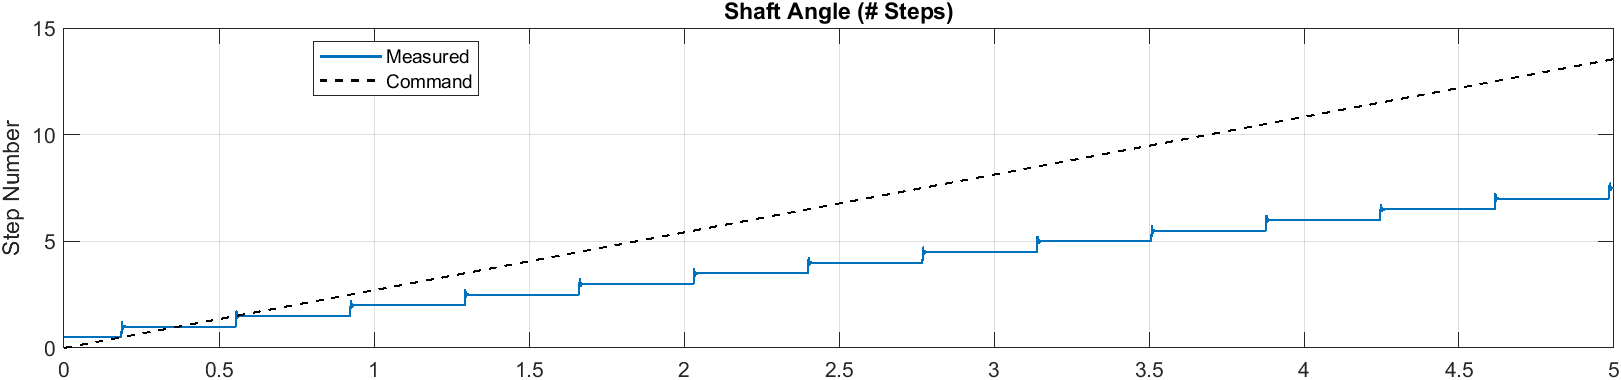 Shaft Angle (# Steps)
15
Measured
Command
10
Step Number
5
0
0 0.5 1 1.5 2 2.5 3 3.5 4 4.5 5